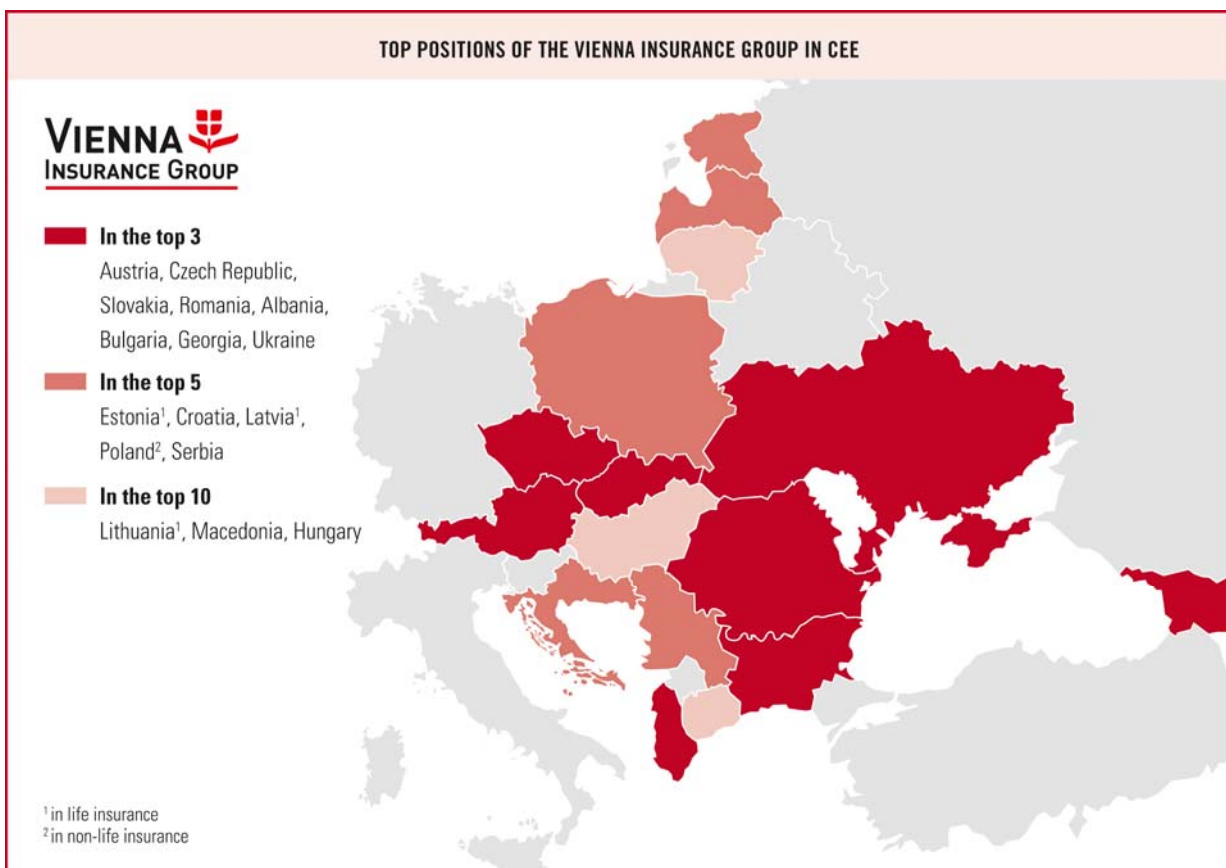 TOP POSITIONS OF THE VIENNA INSURANCE GROUP IN CEE
VIENNA
INSURANCE GROUP
In the top 3
Austria, Czech Republic,
Slovakia, Romania, Albania,
Bulgaria, Georgia, Ukraine
In the top 5
Estonia¹, Croatia, Latvia¹,
Poland², Serbia
In the top 10
Lithuania¹, Macedonia, Hungary
¹ in life insurance
² in non-life insurance